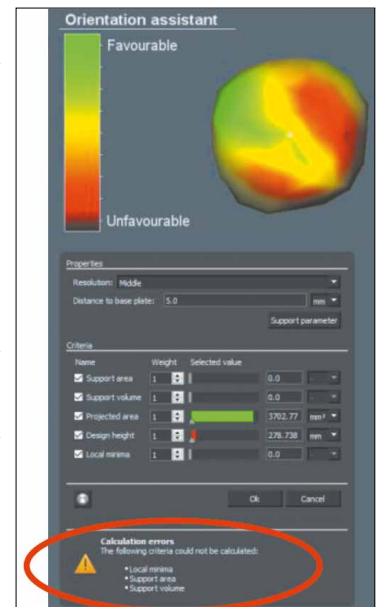 Orientation assistant
Favourable
Unfavourable
Properties
Resolution: Middle
Distance to base plate: 5.0 mm
Support parameter
Criteria
Name Weight Selected value
Support area 1 0.0
Support volume 1 0.0
Projected area 1 3702.77 mm²
Design height 1 278.738 mm
Local minima 1 0.0
Ok Cancel
Calculation errors
The following criteria could not be calculated:
• Local minima
• Support area
• Support volume